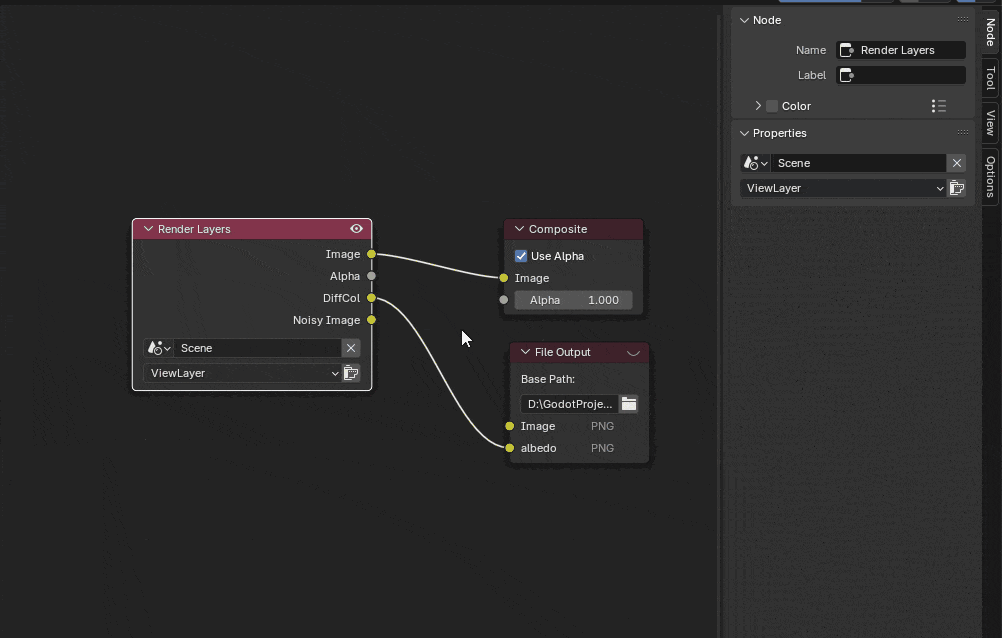 Node
Name
Render Layers
Label
Color
Properties
Scene
ViewLayer
Node
Tool
View
Options
Render Layers
Image
Alpha
DiffCol
Noisy Image
Scene
ViewLayer
Composite
Use Alpha
Image
Alpha 1.000
File Output
Base Path:
D:\GodotProje...
Image PNG
albedo PNG